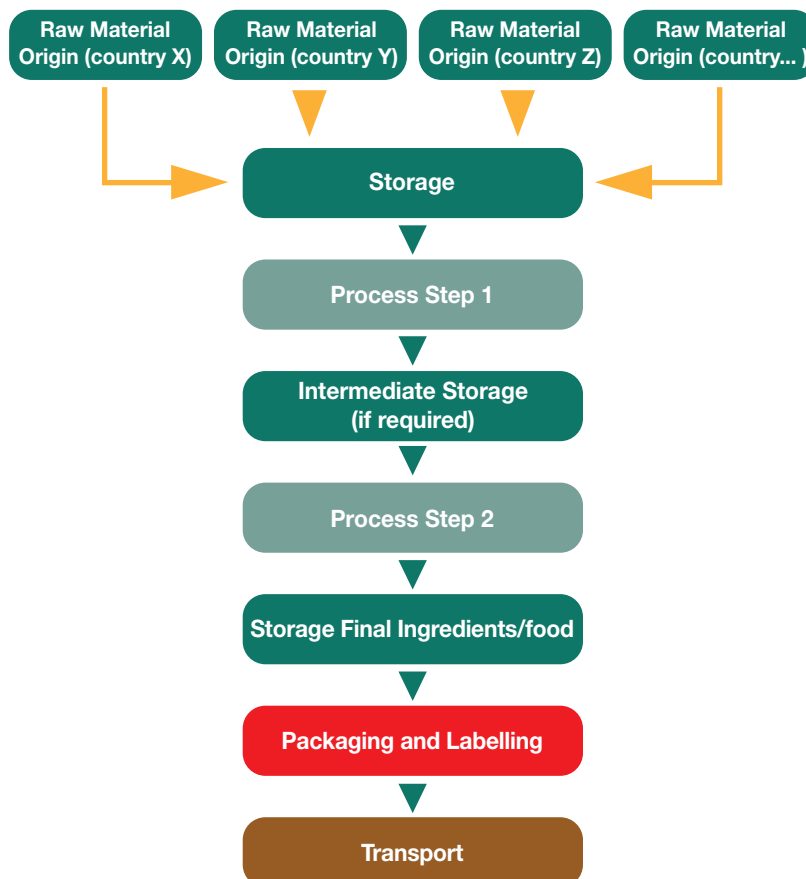 Raw Material
Origin (country X)
Raw Material
Origin (country Y)
Raw Material
Origin (country Z)
Raw Material
Origin (country... )
Storage
Process Step 1
Intermediate Storage
(if required)
Process Step 2
Storage Final Ingredients/food
Packaging and Labelling
Transport